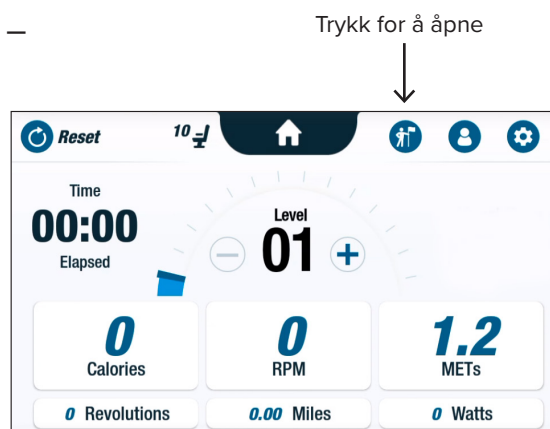 –
Trykk for å åpne
Reset
10
Time
00:00
Elapsed
Level
01
0
Calories
0
RPM
1.2
METs
0 Revolutions
0.00 Miles
0 Watts